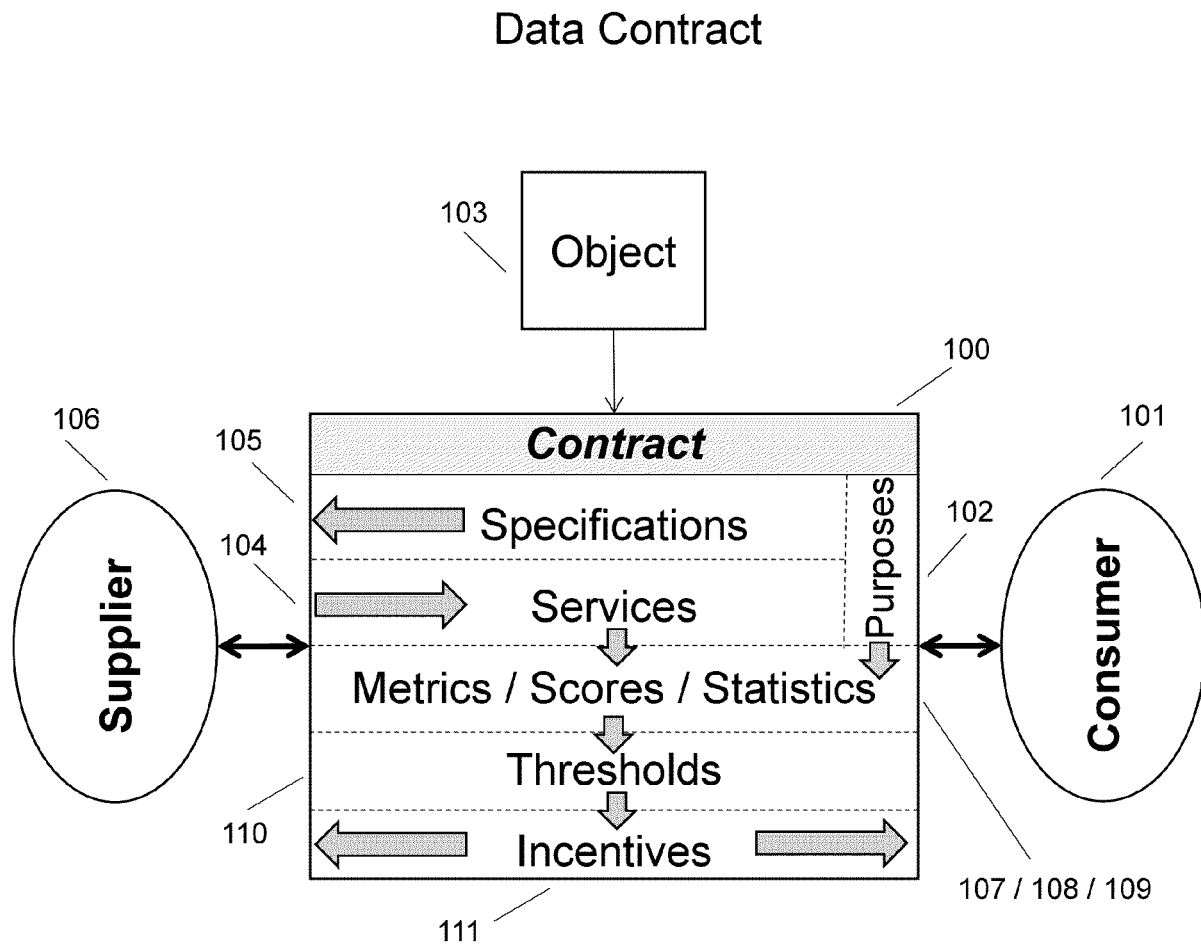 Data Contract
103
Object
100
106
105
Contract
101
Specifications
Purposes
102
104
Supplier
Services
Consumer
Metrics / Scores / Statistics
Thresholds
110
Incentives
107 / 108 / 109
111